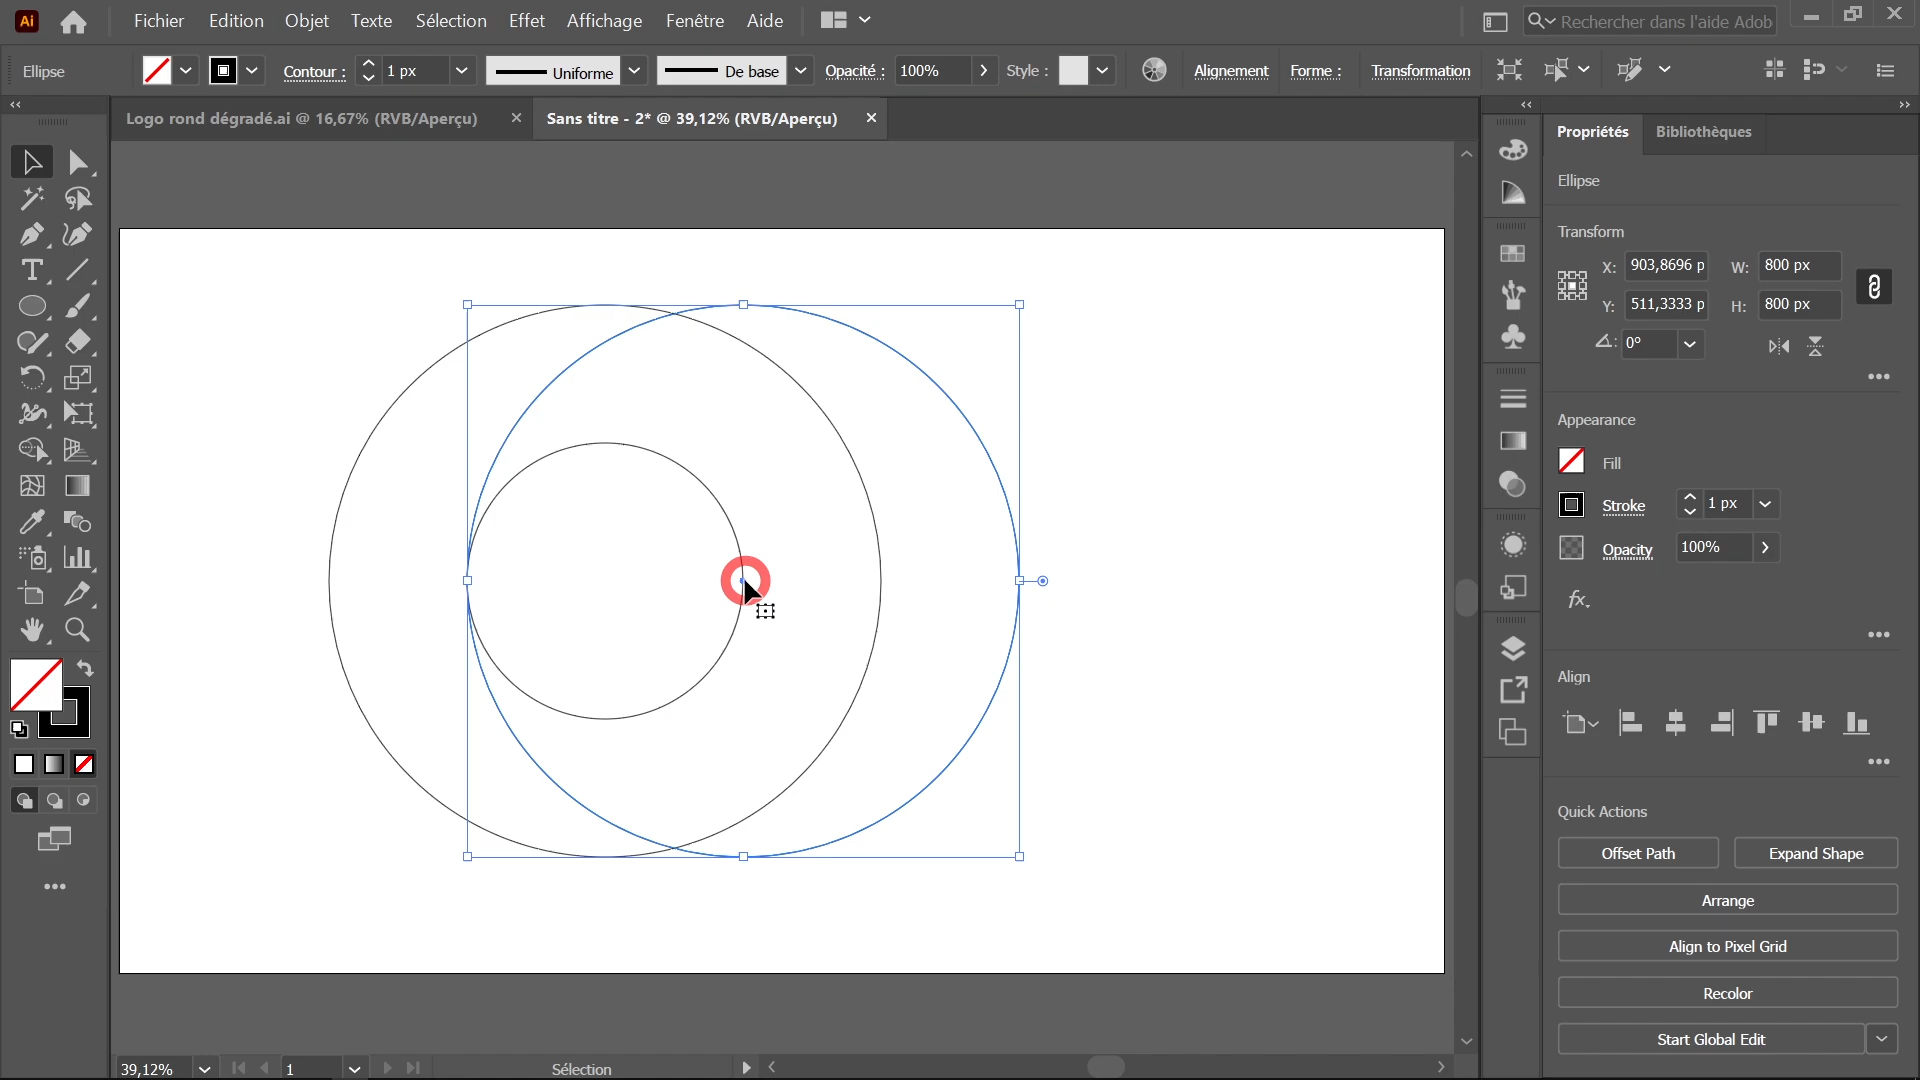 Ai Fichier Edition Objet Texte Sélection Effet Affichage Fenêtre Aide Rechercher dans l'aide Adob
Ellipse Contour : 1 px Uniforme De base Opacité : 100% Style : Alignement Forme : Transformation
Logo rond dégradé.ai @ 16,67% (RVB/Aperçu) Sans titre - 2* @ 39,12% (RVB/Aperçu)
Propriétés Bibliothèques
Ellipse
Transform
X: 903,8696 p W: 800 px
Y: 511,3333 p H: 800 px
0°
Appearance
Fill
Stroke 1 px
Opacity 100%
fx.
Align
Quick Actions
Offset Path Expand Shape
Arrange
Align to Pixel Grid
Recolor
Start Global Edit
39,12% 1 Sélection